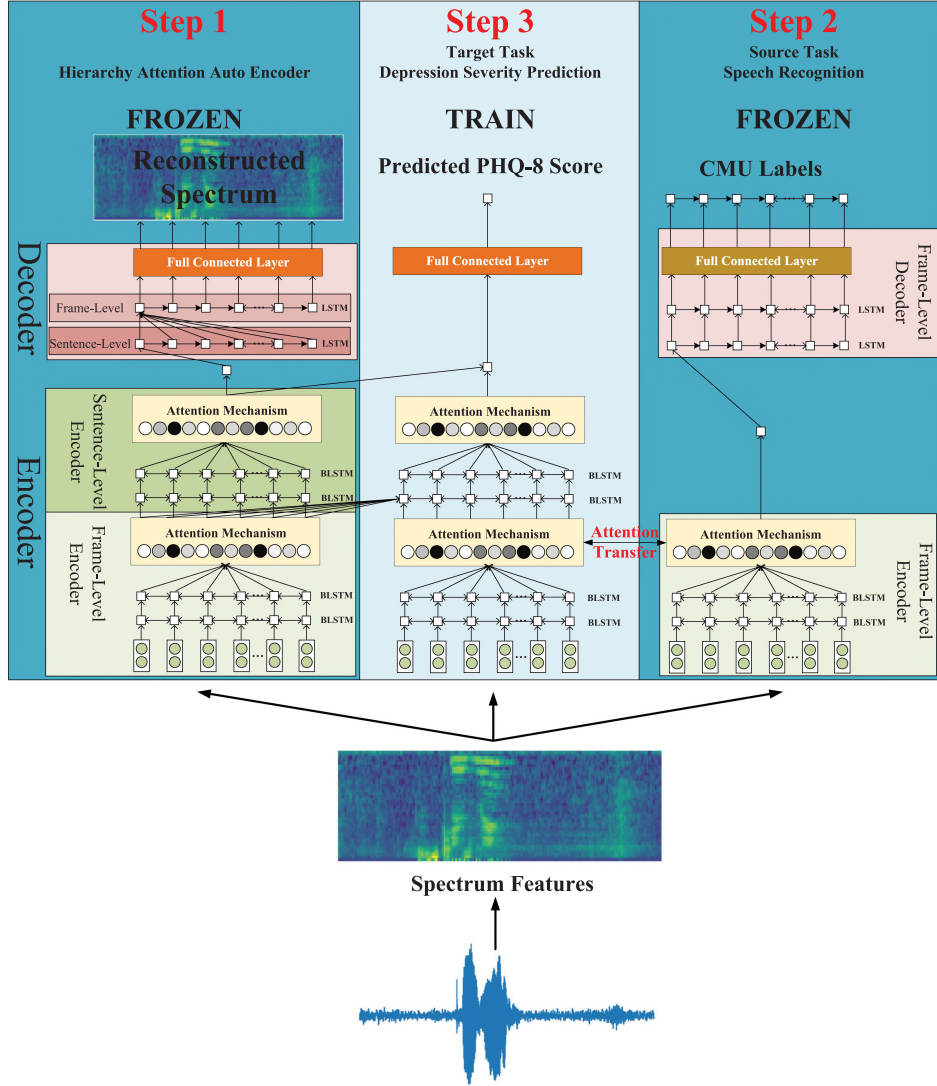 Step 1
Hierarchy Attention Auto Encoder
FROZEN
Reconstructed
Spectrum
Decoder
Full Connected Layer
Frame-Level
LSTM
Sentence-Level
LSTM
Encoder
Sentence-Level
Encoder
Attention Mechanism
BLSTM
BLSTM
Frame-Level
Encoder
Attention Mechanism
BLSTM
BLSTM
Step 3
Target Task
Depression Severity Prediction
TRAIN
Predicted PHQ-8 Score
Full Connected Layer
Attention Mechanism
BLSTM
BLSTM
Attention Mechanism
BLSTM
BLSTM
Attention
Transfer
Step 2
Source Task
Speech Recognition
FROZEN
CMU Labels
Full Connected Layer
Frame-Level
Decoder
LSTM
LSTM
Attention Mechanism
Frame-Level
Encoder
BLSTM
BLSTM
Spectrum Features